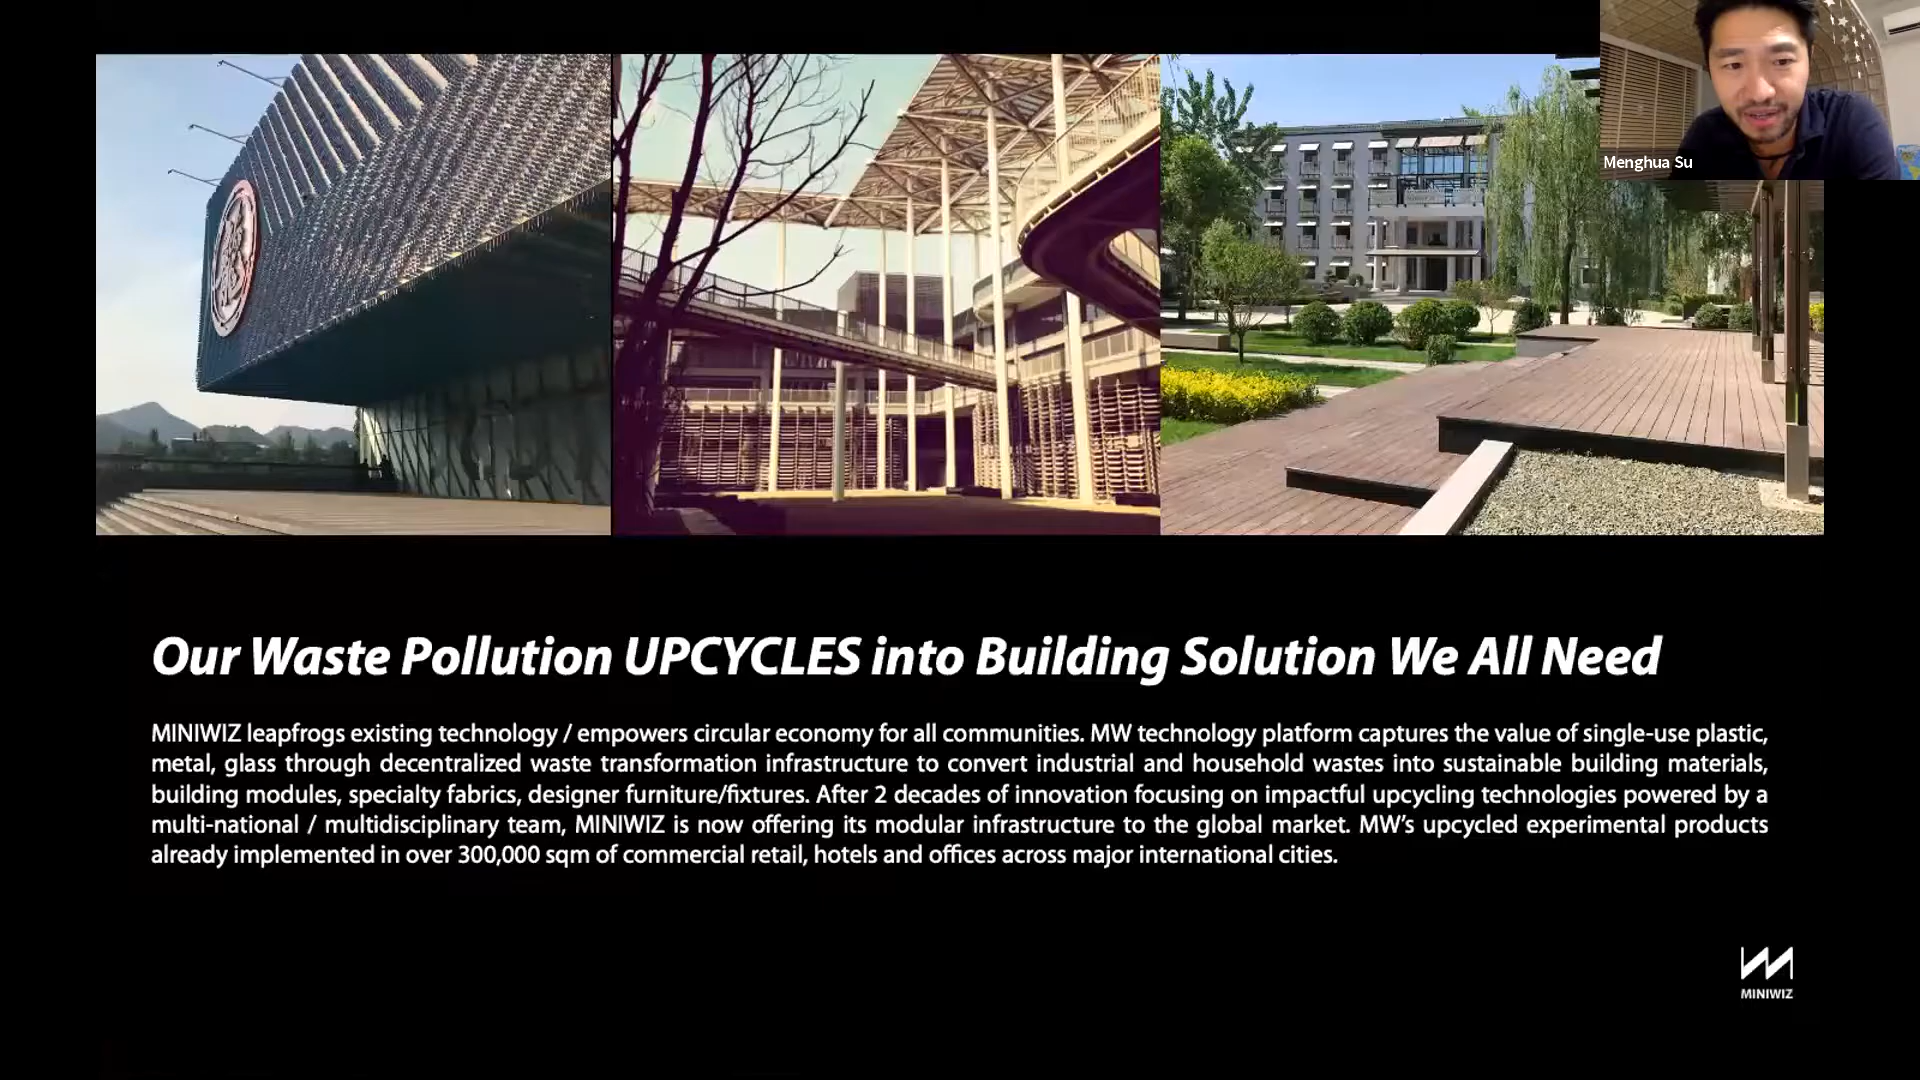 Menghua Su
Our Waste Pollution UPCYCLES into Building Solution We All Need
MINIWIZ leapfrogs existing technology / empowers circular economy for all communities. MW technology platform captures the value of single-use plastic,
metal, glass through decentralized waste transformation infrastructure to convert industrial and household wastes into sustainable building materials,
building modules, specialty fabrics, designer furniture/fixtures. After 2 decades of innovation focusing on impactful upcycling technologies powered by a
multi-national / multidisciplinary team, MINIWIZ is now offering its modular infrastructure to the global market. MW’s upcycled experimental products
already implemented in over 300,000 sqm of commercial retail, hotels and offices across major international cities.
MINIWIZ